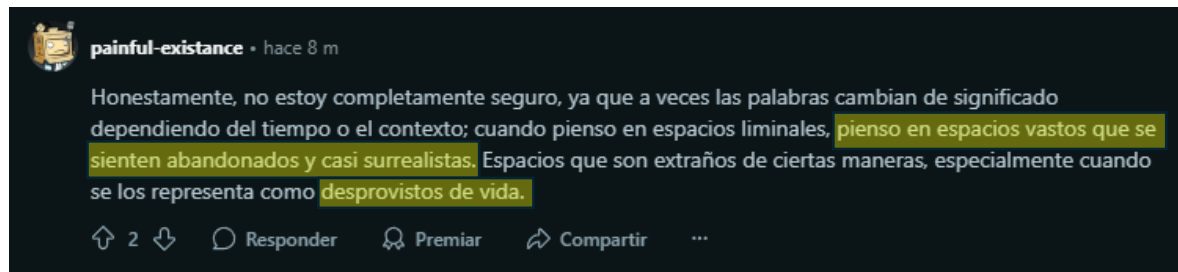 painful-existance • hace 8 m
Honestamente, no estoy completamente seguro, ya que a veces las palabras cambian de significado
dependiendo del tiempo o el contexto; cuando pienso en espacios liminales, pienso en espacios vastos que se
sienten abandonados y casi surrealistas. Espacios que son extraños de ciertas maneras, especialmente cuando
se los representa como desprovistos de vida.
2 Responder Premiar Compartir ...